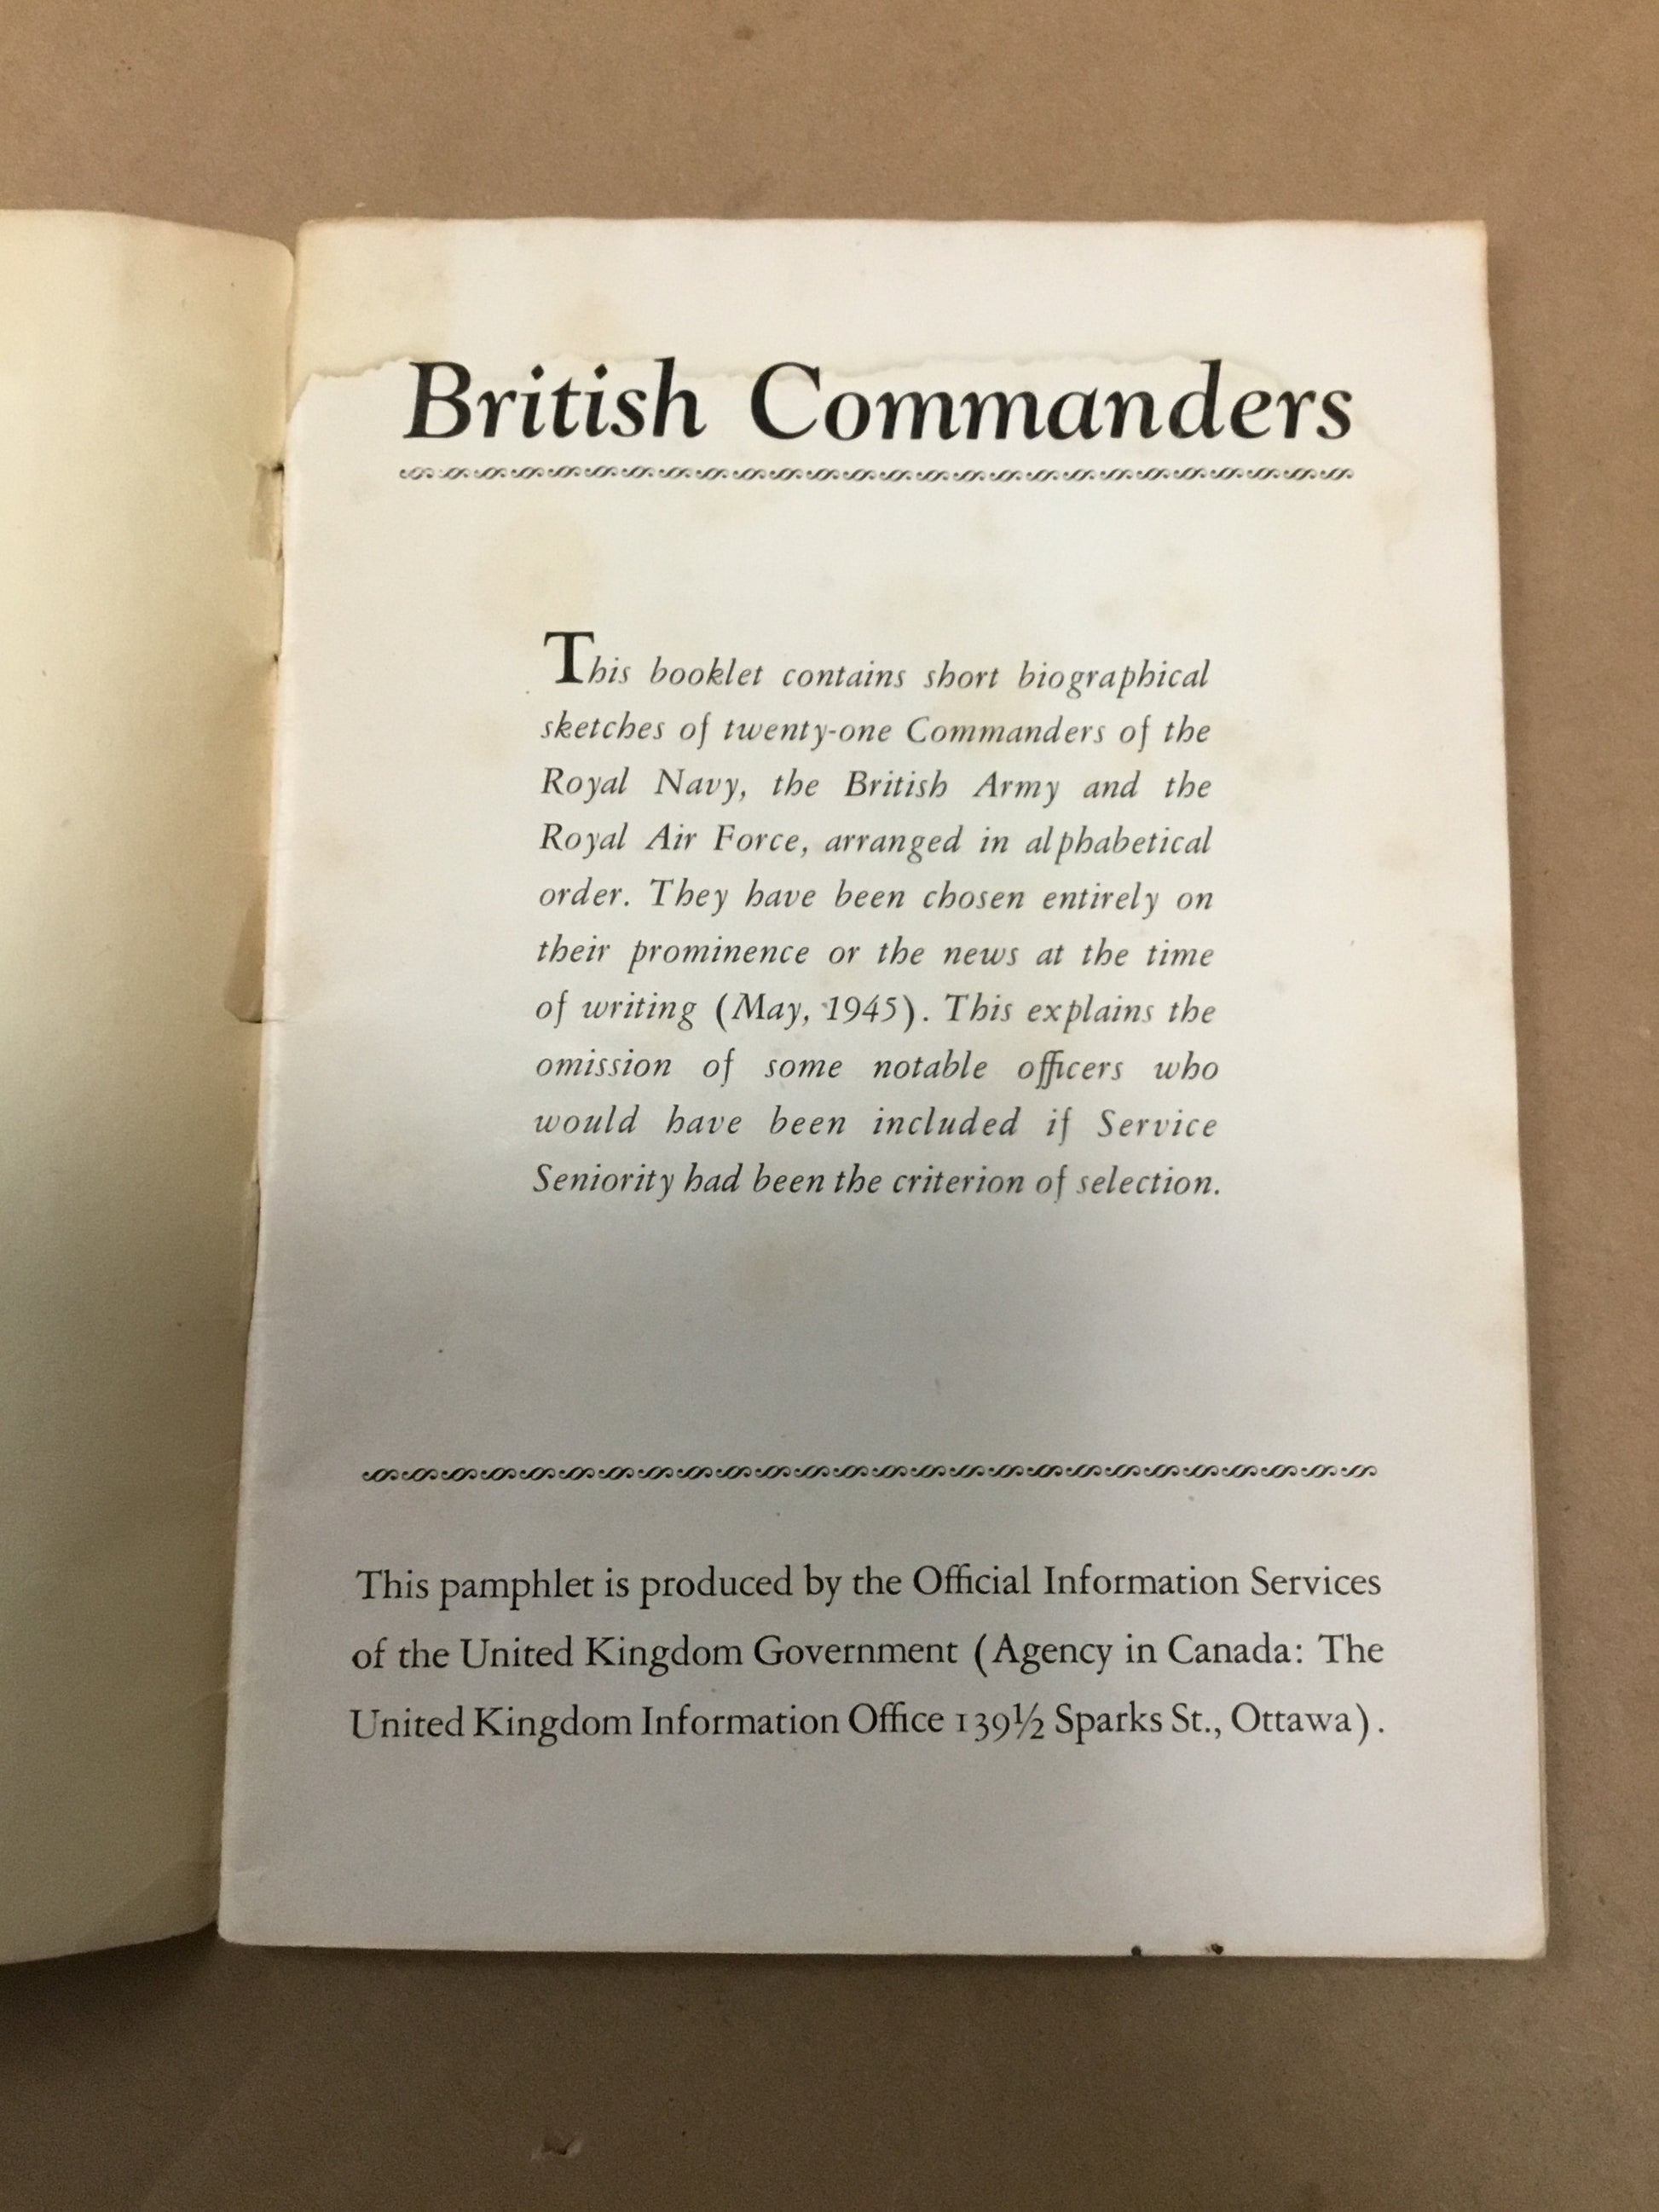 British Commanders
This booklet contains short biographical
sketches of twenty-one Commanders of the
Royal Navy, the British Army and the
Royal Air Force, arranged in alphabetical
order. They have been chosen entirely on
their prominence or the news at the time
of writing (May, 1945). This explains the
omission of some notable officers who
would have been included if Service
Seniority had been the criterion of selection.
This pamphlet is produced by the Official Information Services
of the United Kingdom Government (Agency in Canada: The
United Kingdom Information Office 139½ Sparks St., Ottawa).